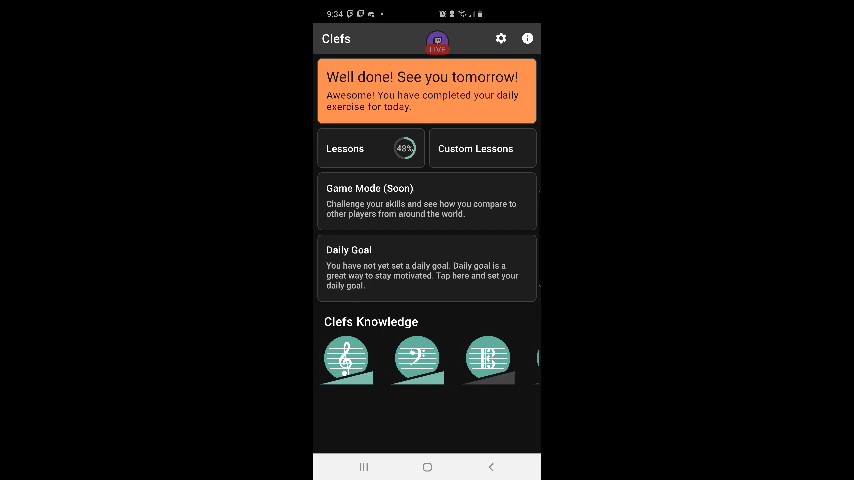 9:34
Clefs
LIVE
Well done! See you tomorrow!
Awesome! You have completed your daily
exercise for today.
Lessons
48%
Custom Lessons
Game Mode (Soon)
Challenge your skills and see how you compare to
other players from around the world.
Daily Goal
You have not yet set a daily goal. Daily goal is a
great way to stay motivated. Tap here and set your
daily goal.
Clefs Knowledge